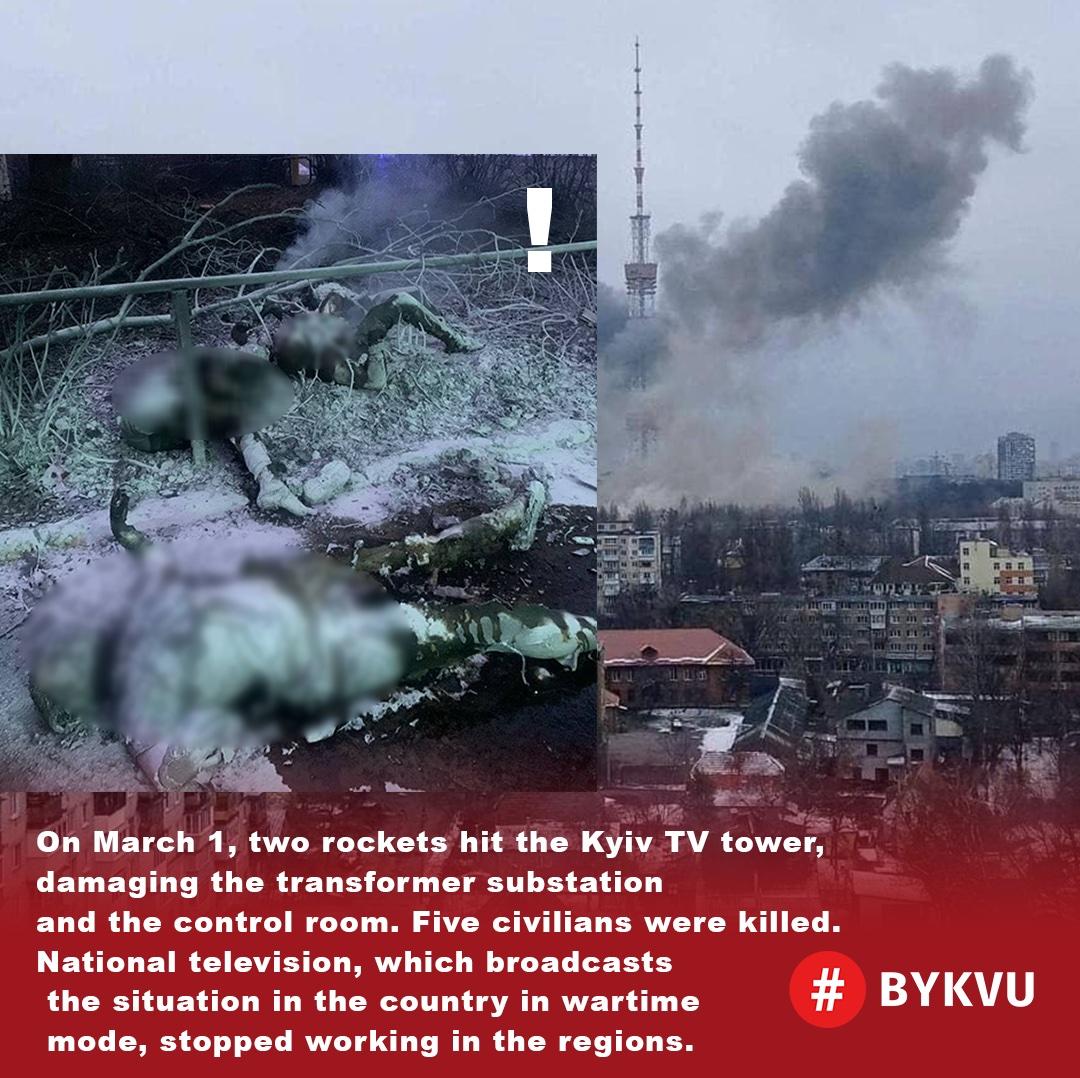 !
On March 1, two rockets hit the Kyiv TV tower,
damaging the transformer substation
and the control room. Five civilians were killed.
National television, which broadcasts
the situation in the country in wartime
mode, stopped working in the regions.
# BYKVU